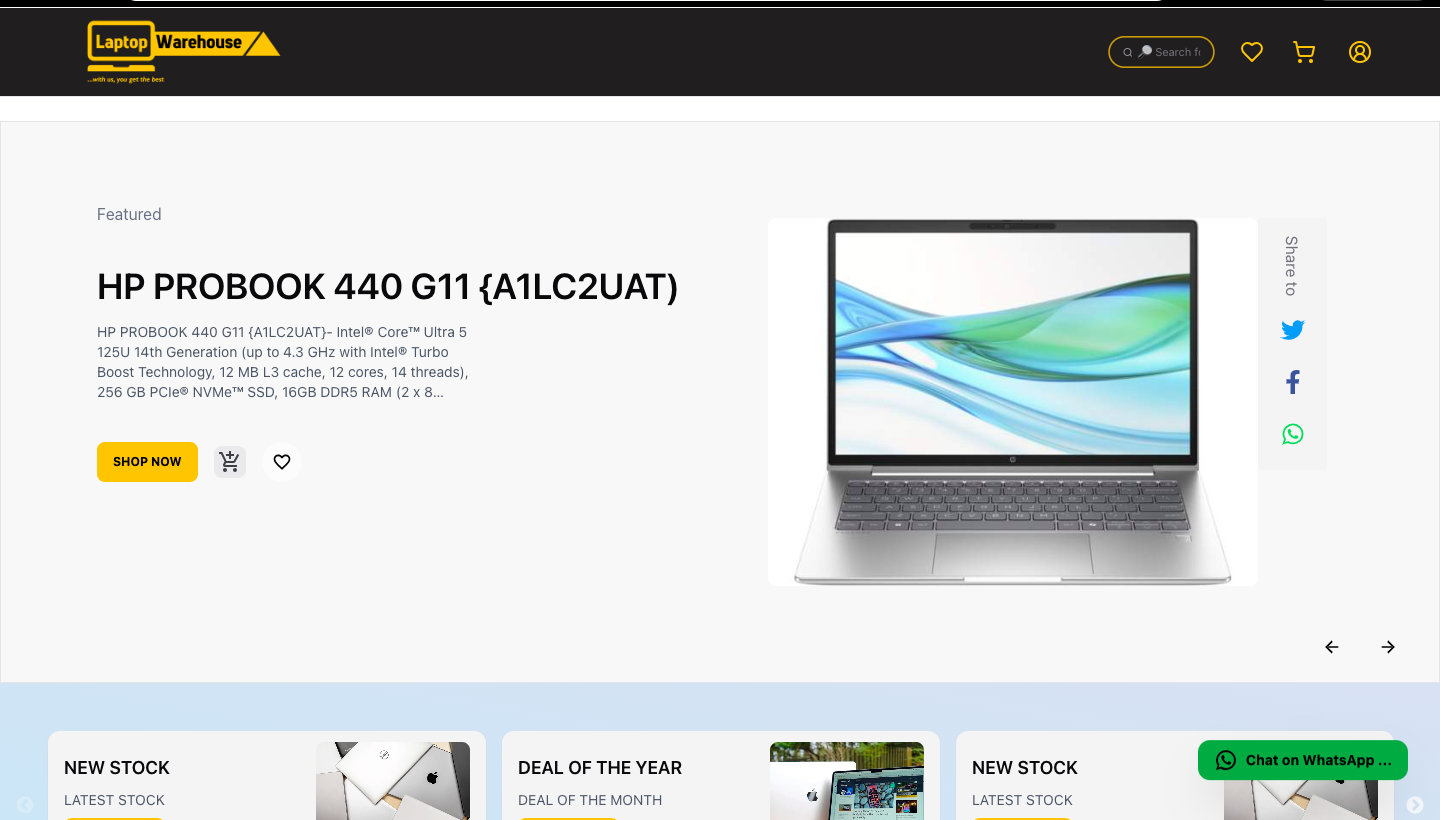 Laptop Warehouse
...with us, you get the best
Search fo
Featured
HP PROBOOK 440 G11 {A1LC2UAT)
HP PROBOOK 440 G11 {A1LC2UAT}- Intel® Core™ Ultra 5
125U 14th Generation (up to 4.3 GHz with Intel® Turbo
Boost Technology, 12 MB L3 cache, 12 cores, 14 threads),
256 GB PCIe® NVMe™ SSD, 16GB DDR5 RAM (2 x 8...
SHOP NOW
Share to
NEW STOCK
LATEST STOCK
DEAL OF THE YEAR
DEAL OF THE MONTH
NEW STOCK
LATEST STOCK
Chat on WhatsApp ...